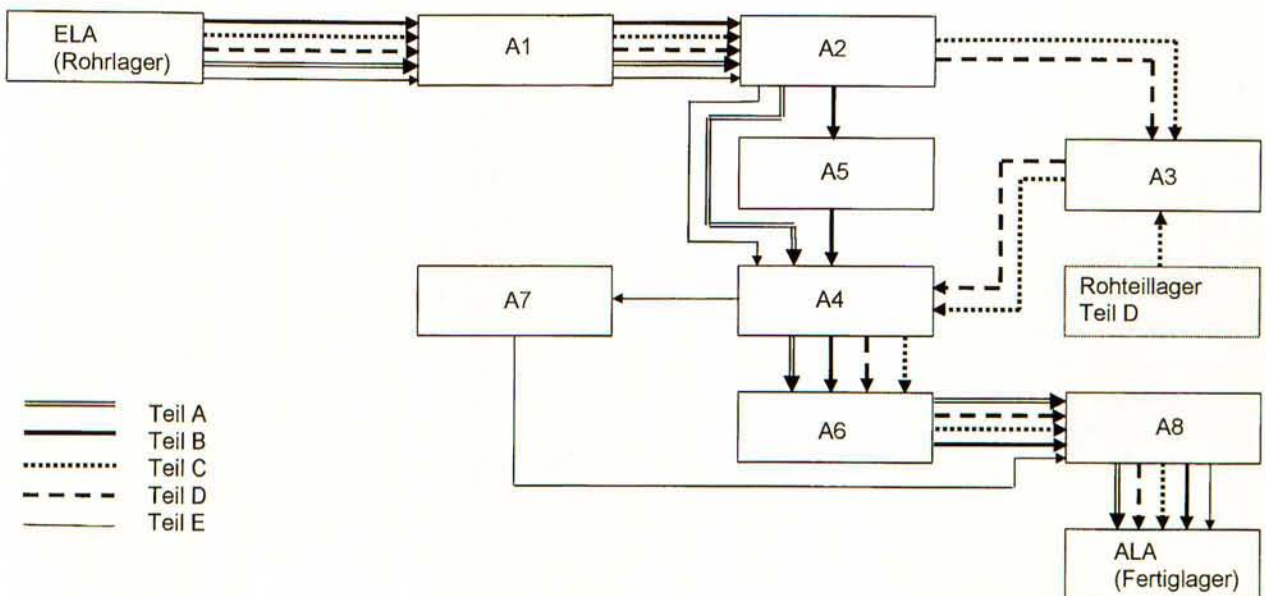 ELA
(Rohrlager)
A1
A2
A5
A3
A7
A4
Rohteillager
Teil D
A6
A8
Teil A
Teil B
Teil C
Teil D
Teil E
ALA
(Fertiglager)